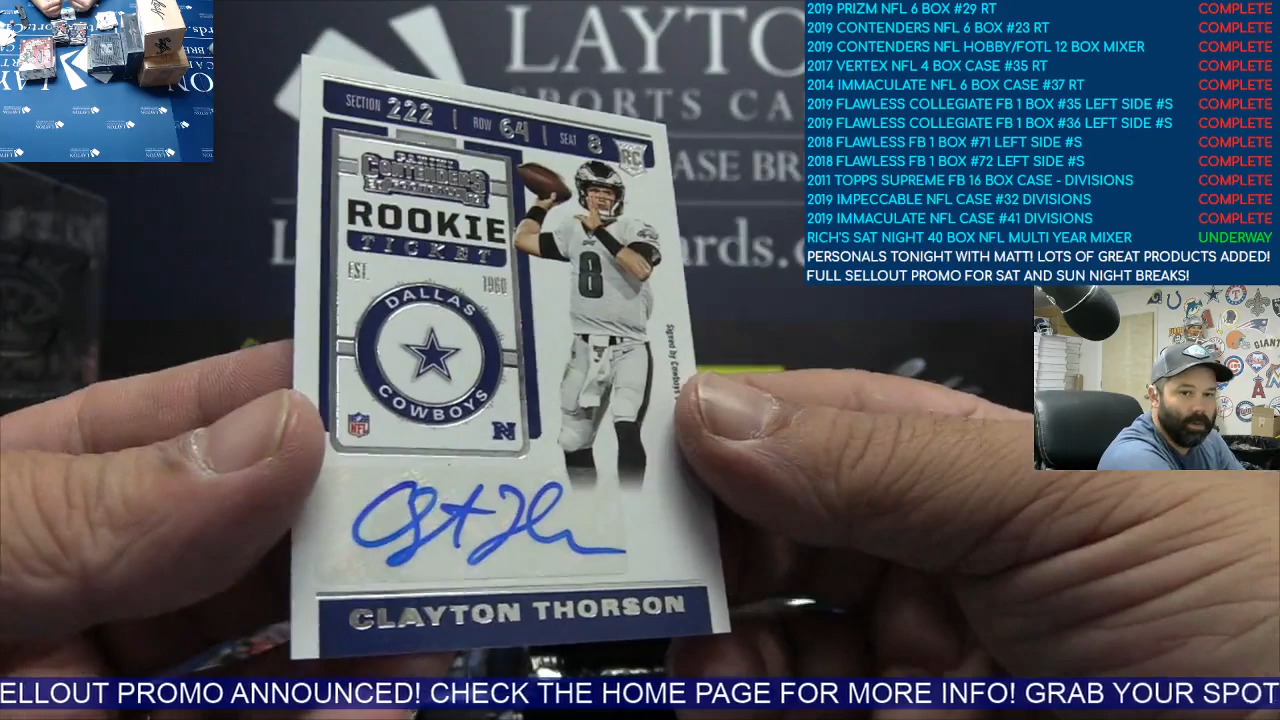 LAYTO
SPORTS CA
ASE BR
L
rds.c
SECTION 222 | ROW 64 | SEAT 8
RC
PANINI
CONTENDERS
ROOKIE
TICKET
EST. 1960
DALLAS
COWBOYS
NFL
N
8
Signed by Cowboys
CLAYTON THORSON
2019 PRIZM NFL 6 BOX #29 RT COMPLETE
2019 CONTENDERS NFL 6 BOX #23 RT COMPLETE
2019 CONTENDERS NFL HOBBY/FOTL 12 BOX MIXER COMPLETE
2017 VERTEX NFL 4 BOX CASE #35 RT COMPLETE
2014 IMMACULATE NFL 6 BOX CASE #37 RT COMPLETE
2019 FLAWLESS COLLEGIATE FB 1 BOX #35 LEFT SIDE #S COMPLETE
2019 FLAWLESS COLLEGIATE FB 1 BOX #36 LEFT SIDE #S COMPLETE
2018 FLAWLESS FB 1 BOX #71 LEFT SIDE #S COMPLETE
2018 FLAWLESS FB 1 BOX #72 LEFT SIDE #S COMPLETE
2011 TOPPS SUPREME FB 16 BOX CASE - DIVISIONS COMPLETE
2019 IMPECCABLE NFL CASE #32 DIVISIONS COMPLETE
2019 IMMACULATE NFL CASE #41 DIVISIONS COMPLETE
RICH'S SAT NIGHT 40 BOX NFL MULTI YEAR MIXER UNDERWAY
PERSONALS TONIGHT WITH MATT! LOTS OF GREAT PRODUCTS ADDED!
FULL SELLOUT PROMO FOR SAT AND SUN NIGHT BREAKS!
GIANTS
ELLOUT PROMO ANNOUNCED! CHECK THE HOME PAGE FOR MORE INFO! GRAB YOUR SPOT